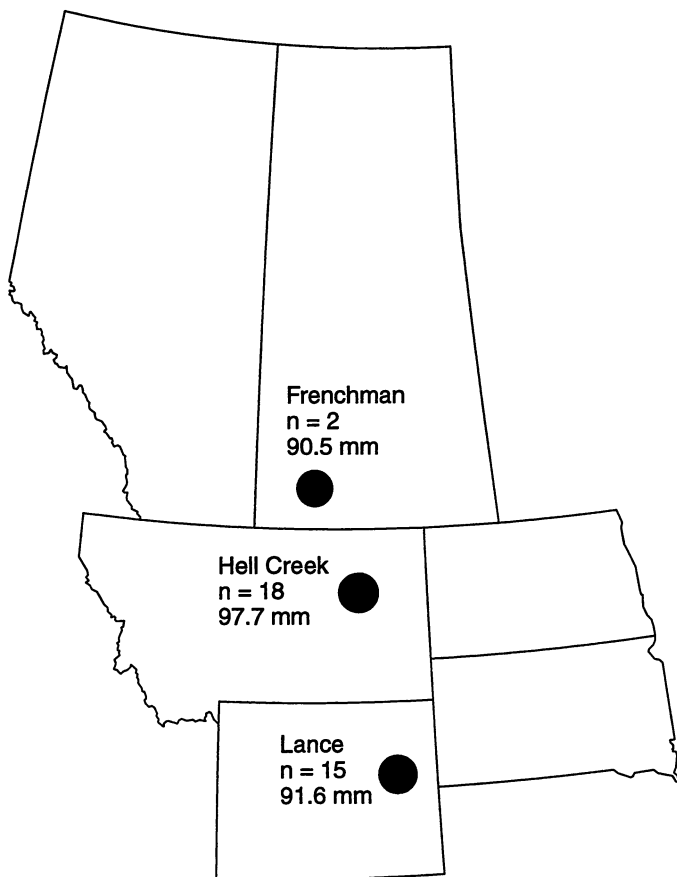 Frenchman
n = 2
90.5 mm
Hell Creek
n = 18
97.7 mm
Lance
n = 15
91.6 mm